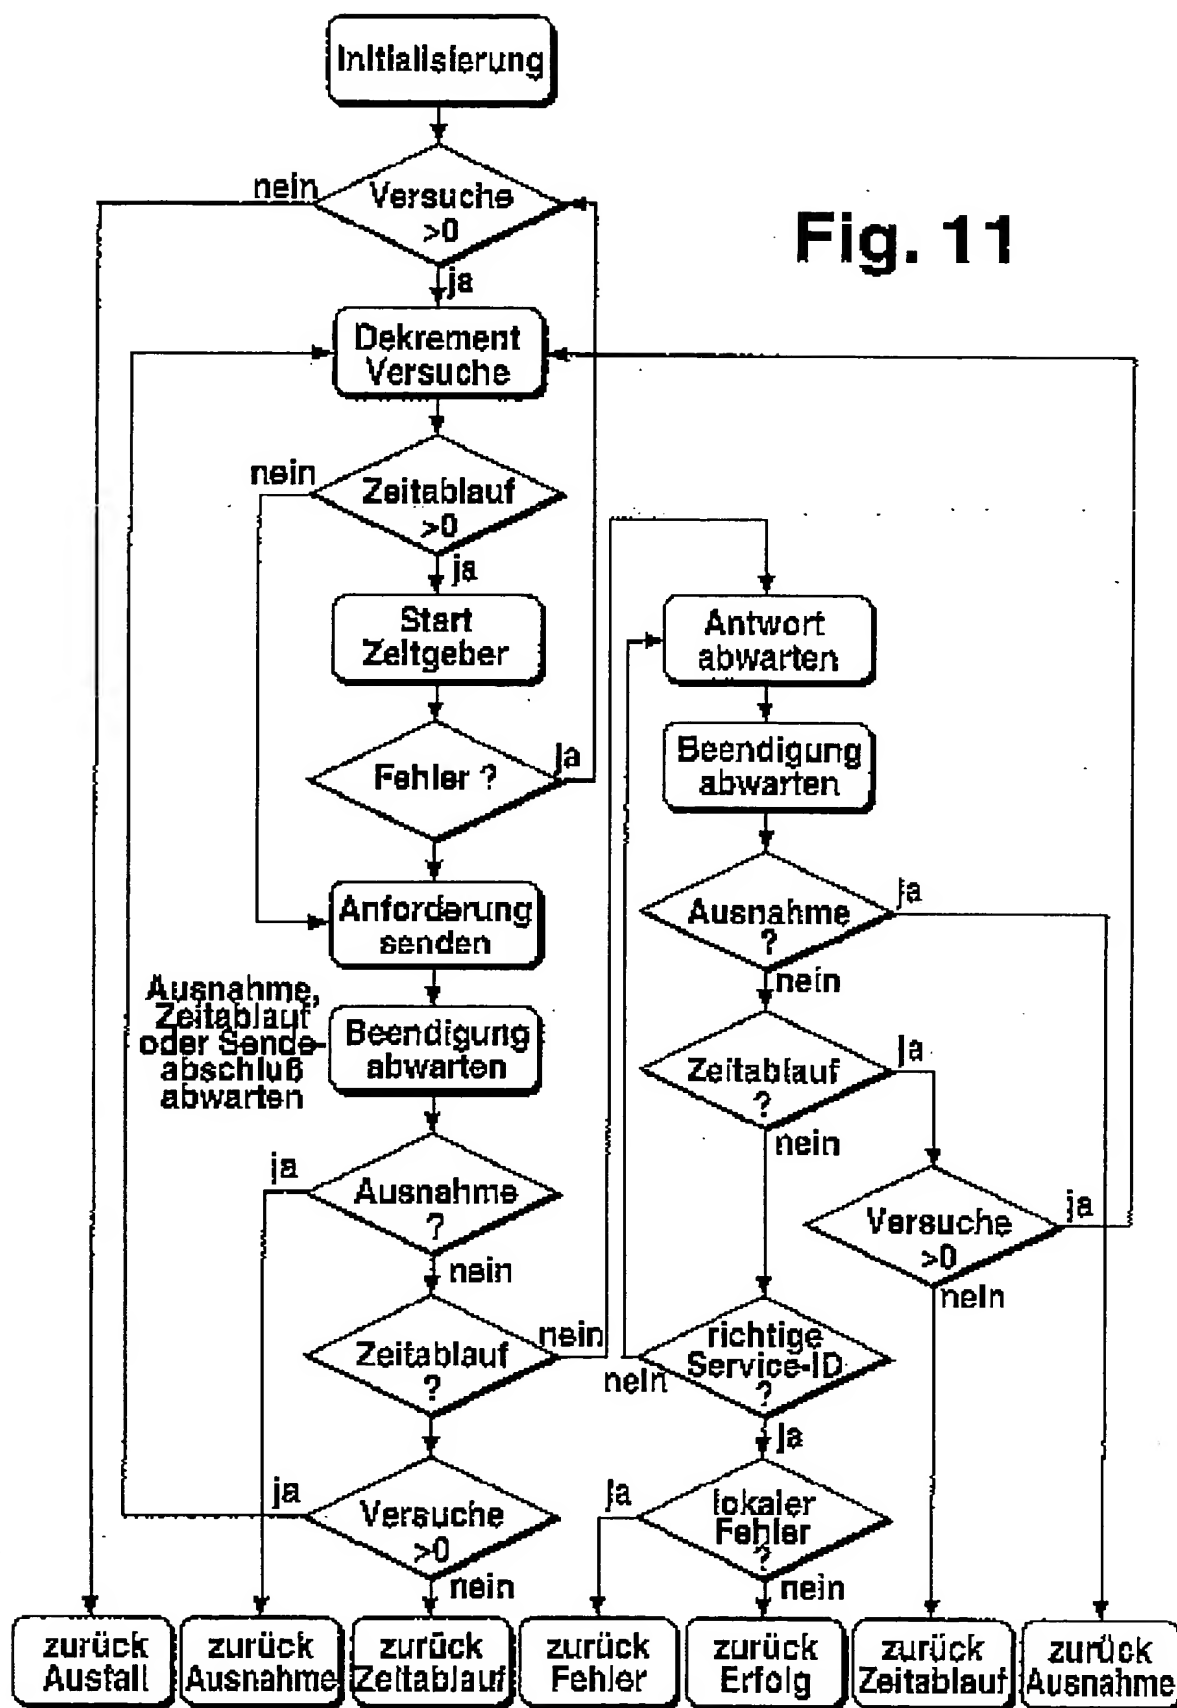 Initialisierung
nein
Versuche
>0
Fig. 11
ja
Dekrement
Versuche
nein
Zeitablauf
>0
ja
Start
Zeitgeber
Antwort
abwarten
Fehler ?
ja
Beendigung
abwarten
Anforderung
senden
Ausnahme
?
ja
nein
Ausnahme,
Zeitablauf
oder Sende-
abschluß
abwarten
Beendigung
abwarten
Zeitablauf
?
ja
nein
ja
Ausnahme
?
nein
Versuche
>0
ja
nein
Zeitablauf
?
nein
richtige
Service-ID
?
nein
ja
ja
Versuche
>0
nein
ja
lokaler
Fehler
?
nein
zurück
Ausfall
zurück
Ausnahme
zurück
Zeitablauf
zurück
Fehler
zurück
Erfolg
zurück
Zeitablauf
zurück
Ausnahme